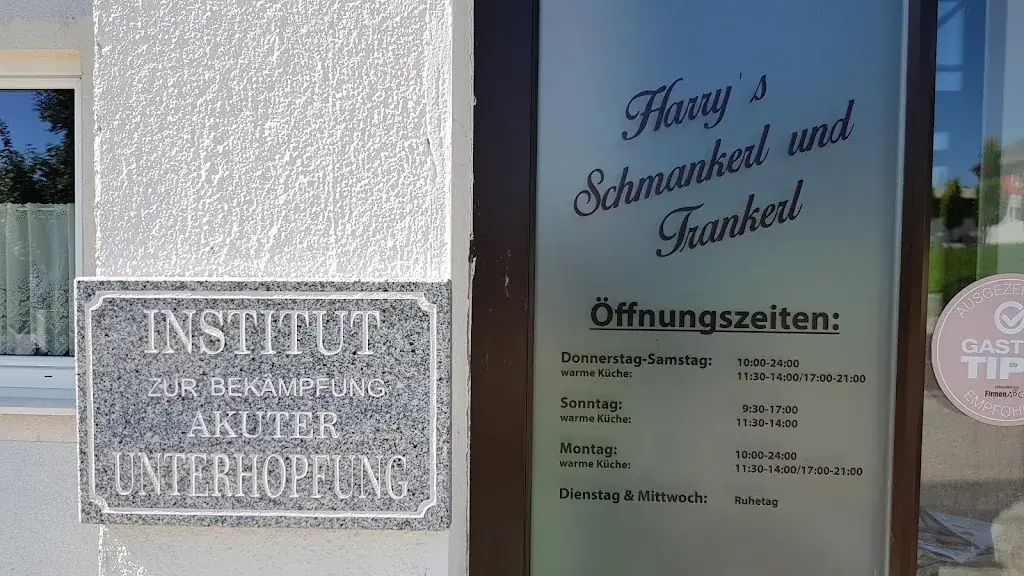 INSTITUT
ZUR BEKÄMPFUNG
AKUTER
UNTERHOPFUNG
Harry's
Schmankerl und
Trankerl
Öffnungszeiten:
Donnerstag-Samstag: 10:00-24:00
warme Küche: 11:30-14:00/17:00-21:00
Sonntag: 9:30-17:00
warme Küche: 11:30-14:00
Montag: 10:00-24:00
warme Küche: 11:30-14:00/17:00-21:00
Dienstag & Mittwoch: Ruhetag
GAST
TIP